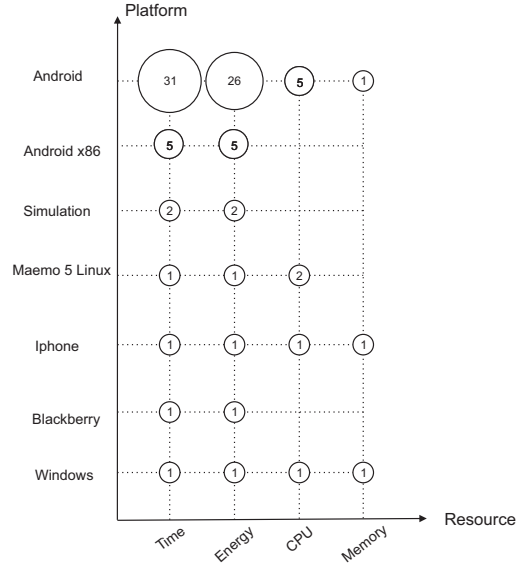 Platform
Android 31 26 5 1
Android x86 5 5
Simulation 2 2
Maemo 5 Linux 1 1 2
Iphone 1 1 1 1
Blackberry 1 1
Windows 1 1 1 1
Resource
Time Energy CPU Memory